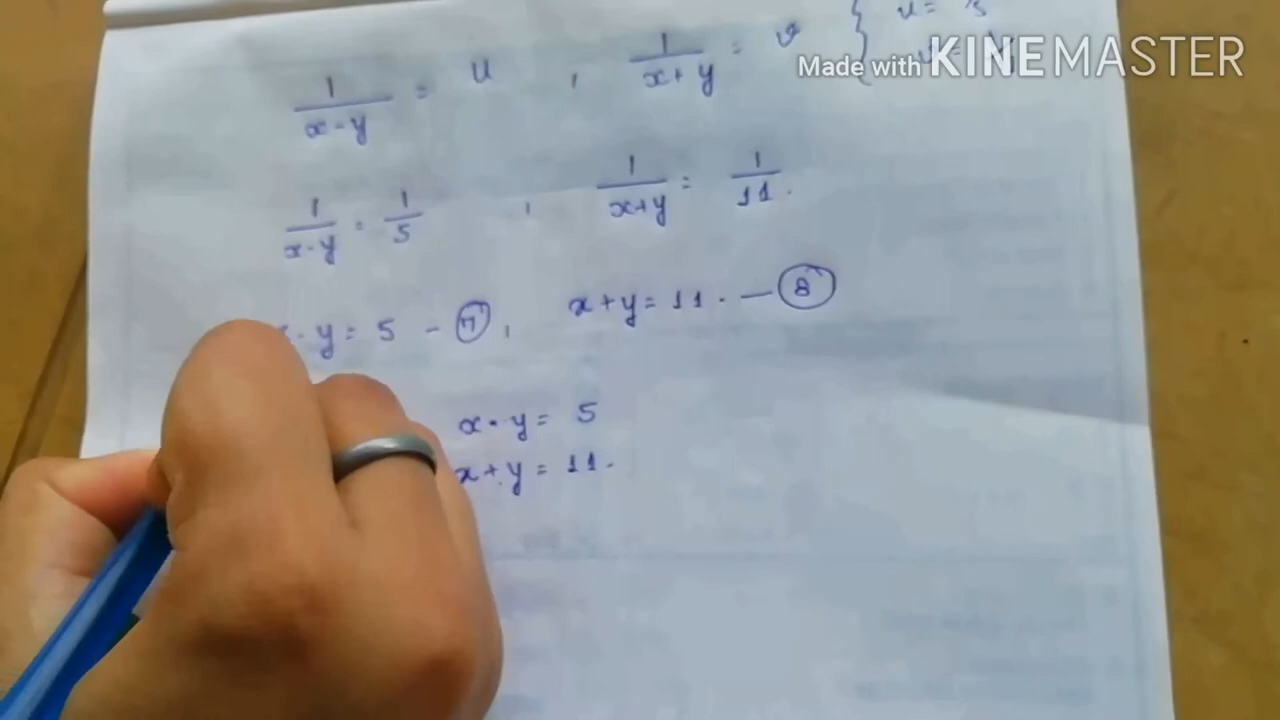 1/(x-y) = u , 1/(x+y) = v { u =
Made with KINEMASTER
1/(x-y) = 1/5 , 1/(x+y) = 1/11.
x-y = 5 - (7) , x+y = 11. — (8)
x-y = 5
x+y = 11.